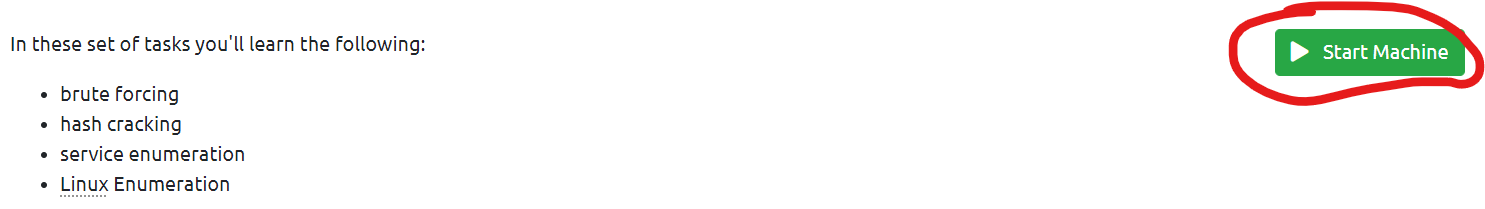 In these set of tasks you'll learn the following:
Start Machine
• brute forcing
• hash cracking
• service enumeration
• Linux Enumeration